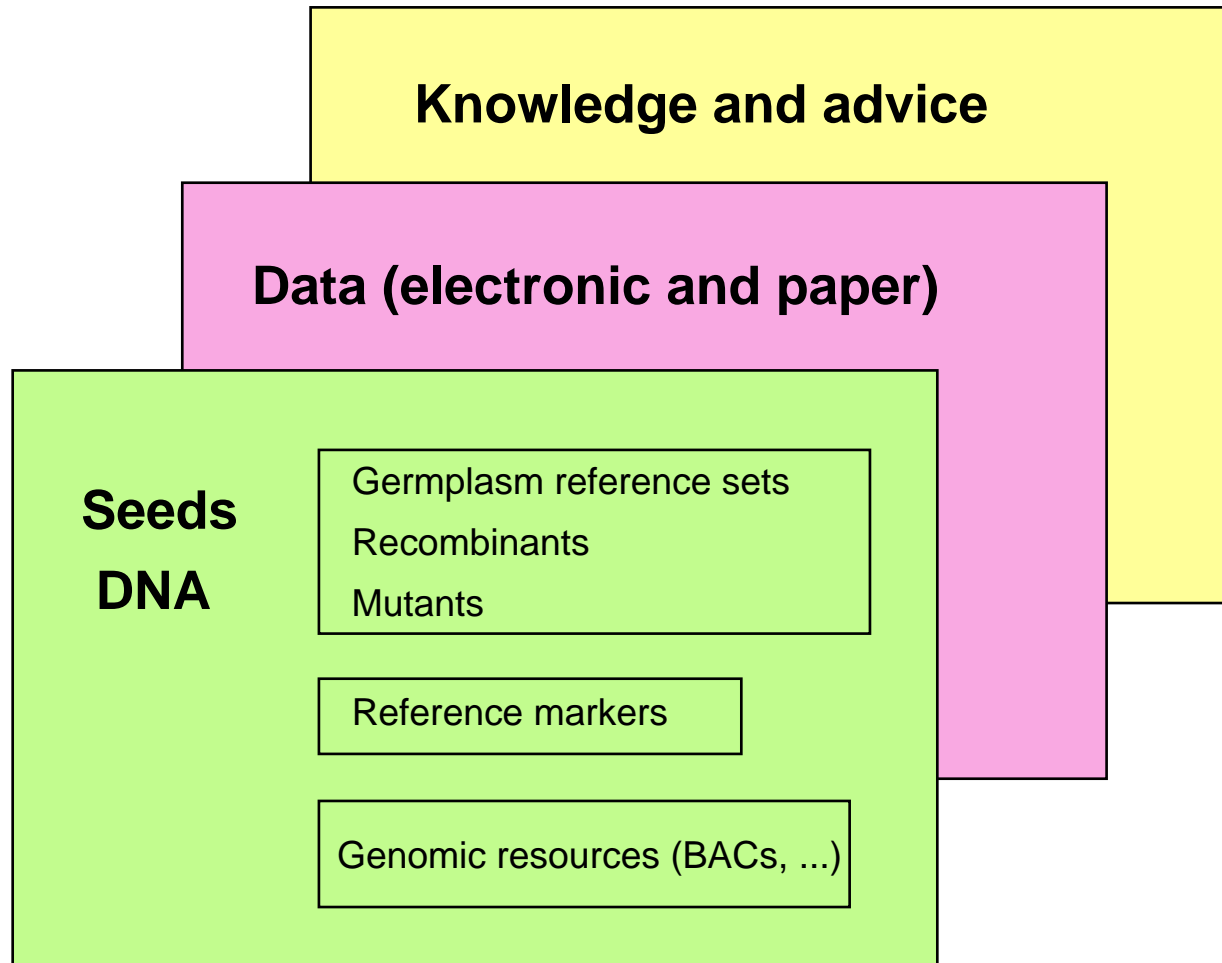 Knowledge and advice
Data (electronic and paper)
Seeds
DNA
Germplasm reference sets
Recombinants
Mutants
Reference markers
Genomic resources (BACs, ...)